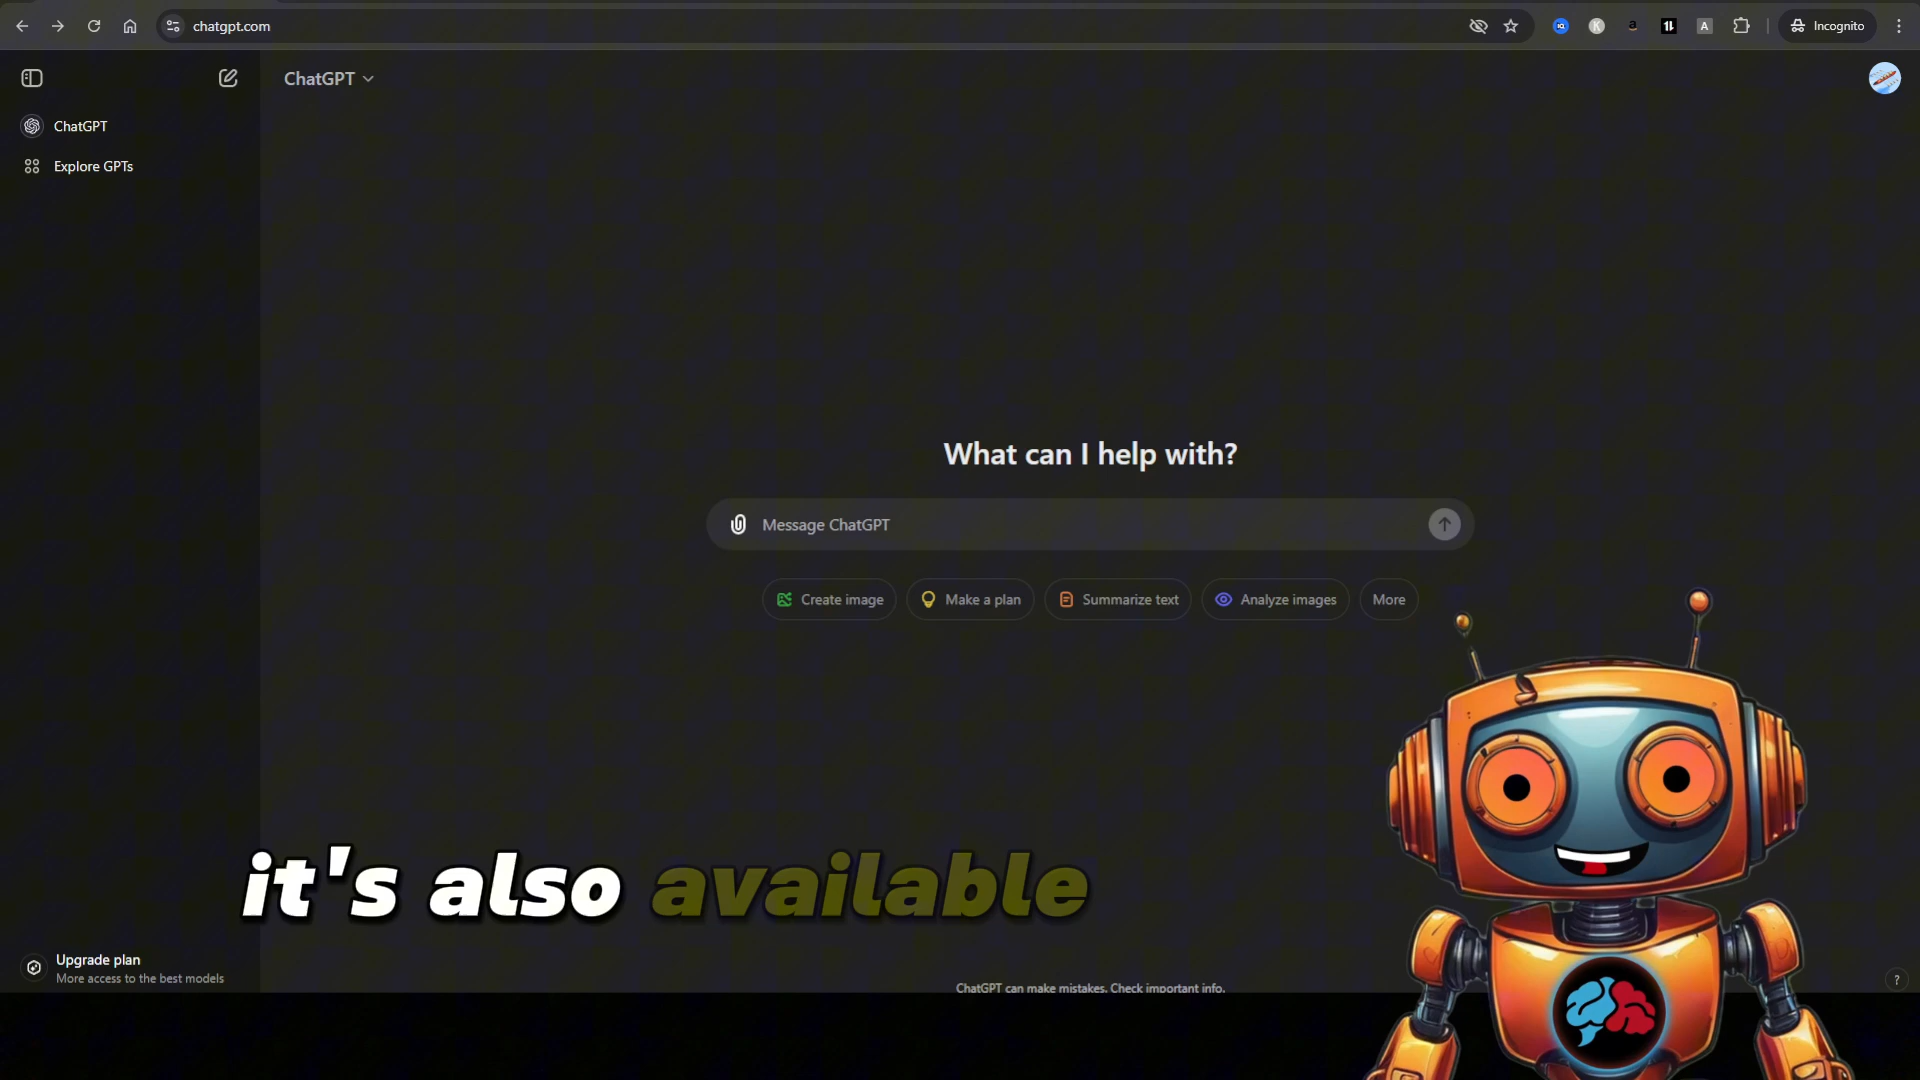 chatgpt.com
Incognito
ChatGPT
ChatGPT
Explore GPTs
What can I help with?
Message ChatGPT
Create image
Make a plan
Summarize text
Analyze images
More
it's also available
Upgrade plan
More access to the best models
ChatGPT can make mistakes. Check important info.
?